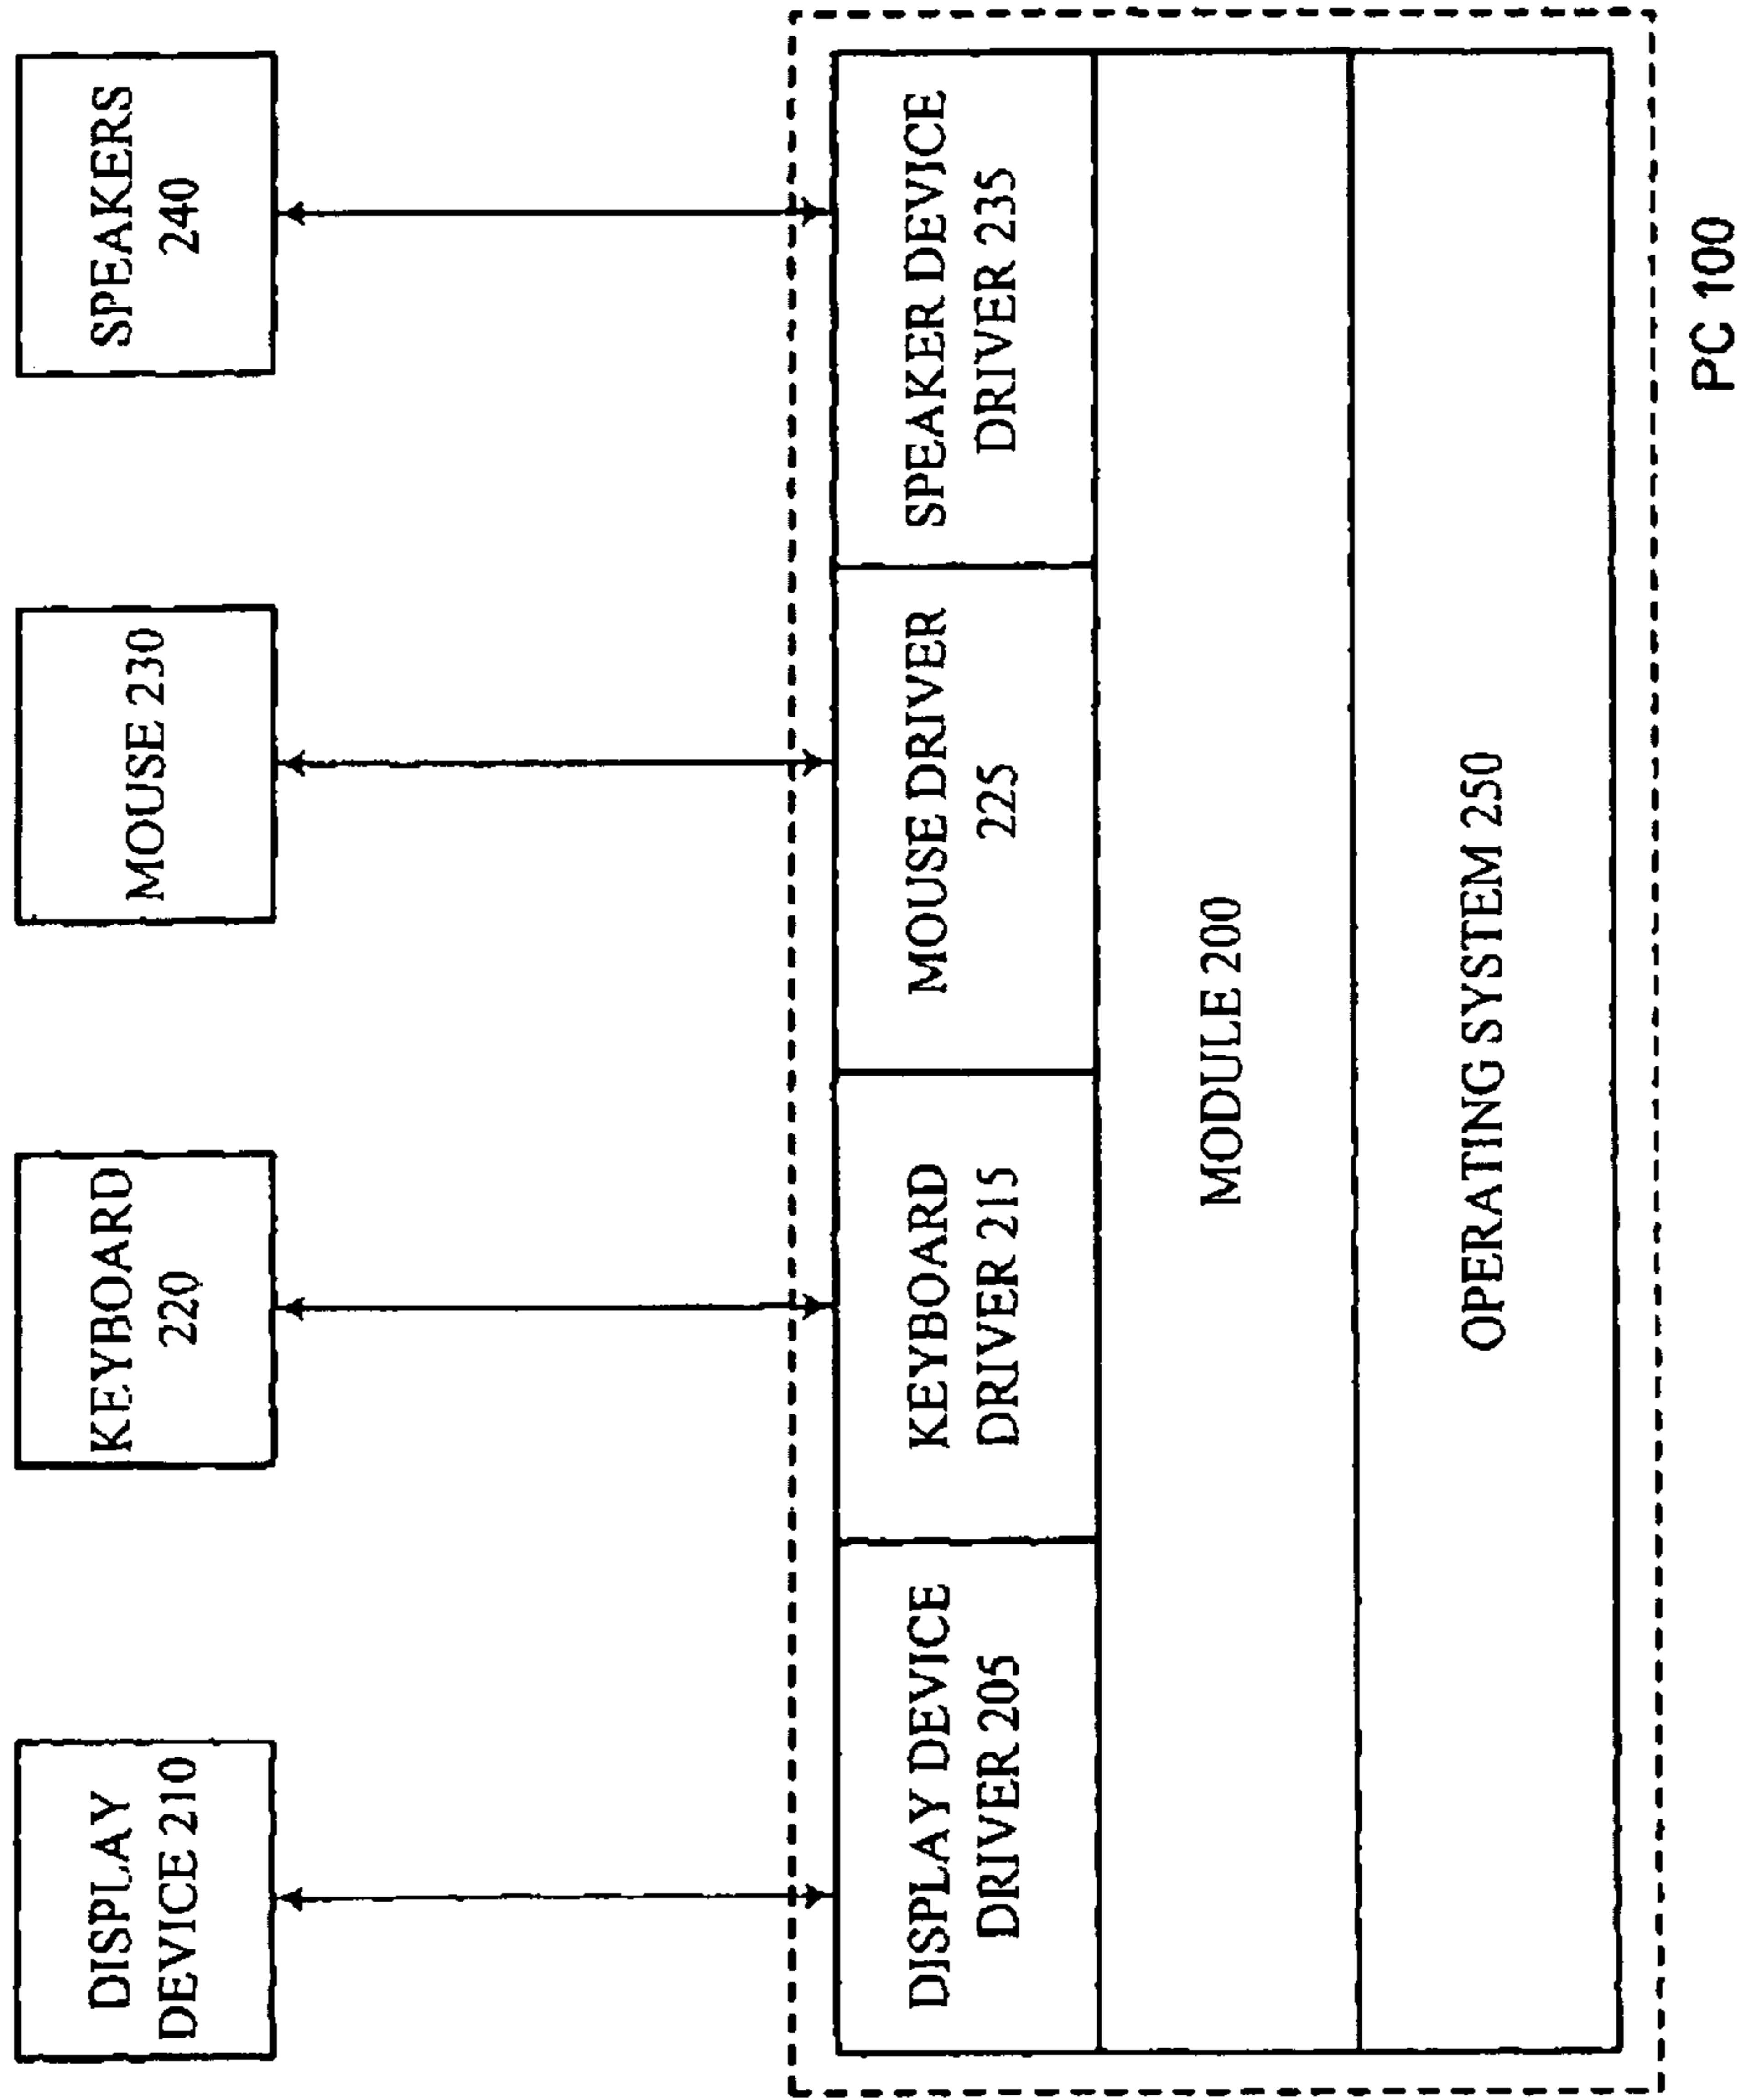 DISPLAY
DEVICE 210
KEYBOARD
220
MOUSE 230
SPEAKERS
240
DISPLAY DEVICE
DRIVER 205
KEYBOARD
DRIVER 215
MOUSE DRIVER
225
SPEAKER DEVICE
DRIVER 235
MODULE 200
OPERATING SYSTEM 250
PC 100